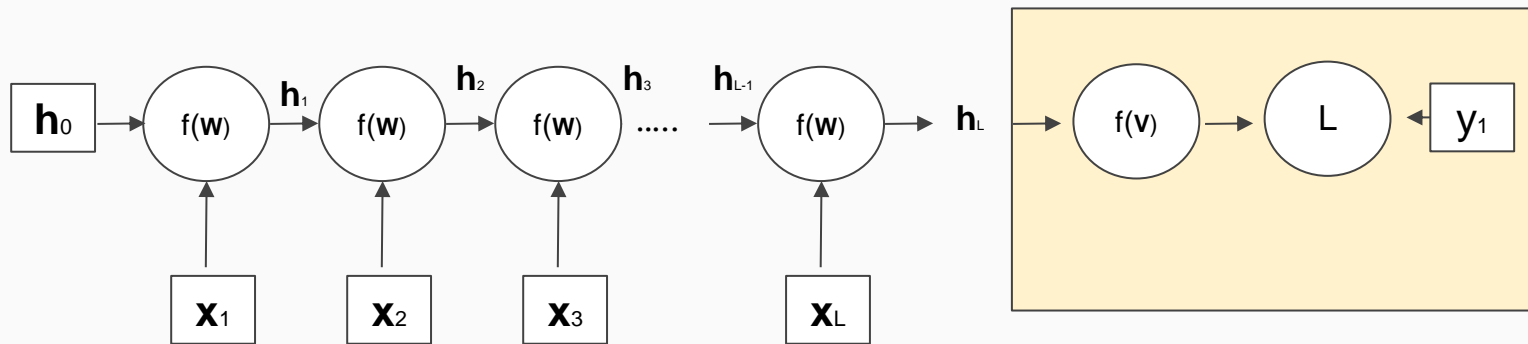 h₁ h₂ h₃ hL-1
h₀ f(w) f(w) f(w) ..... f(w) hL f(v) L y₁
x₁ x₂ x₃ xL